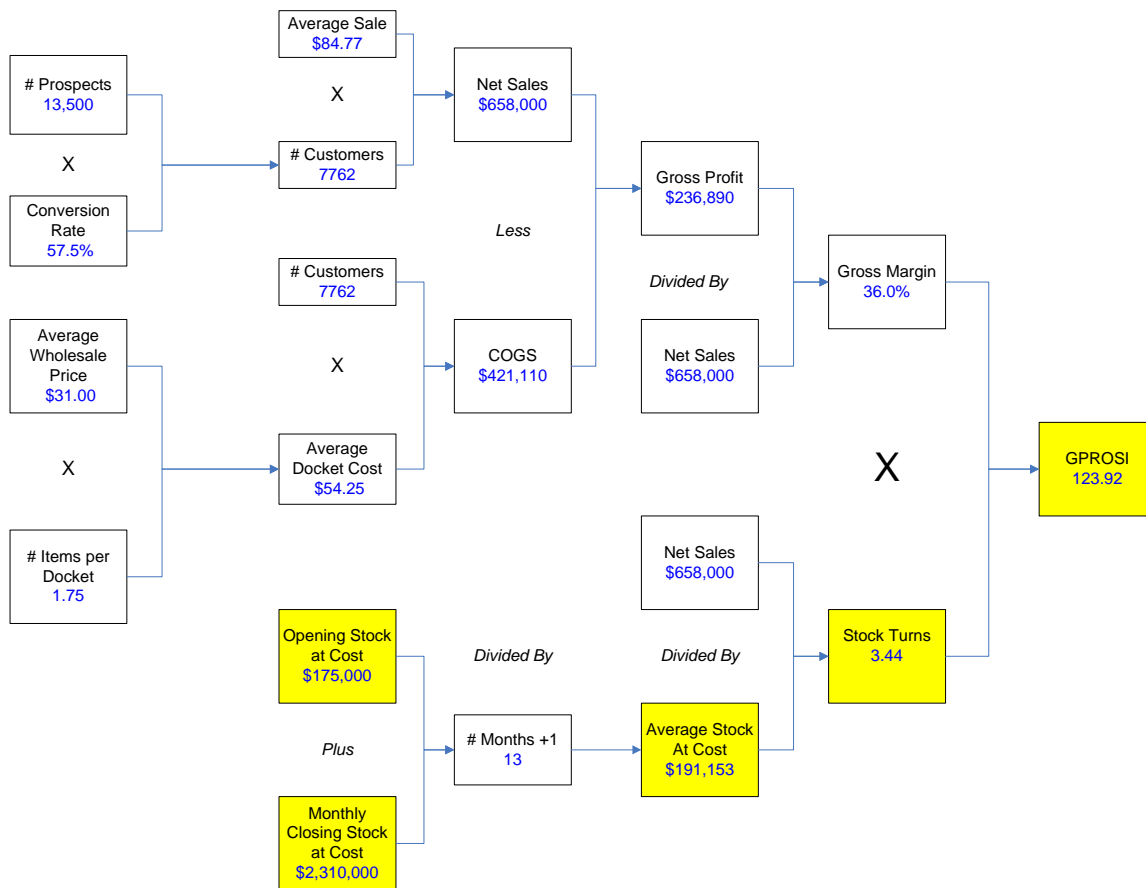 Average Sale
$84.77
# Prospects
13,500
X
Net Sales
$658,000
X
# Customers
7762
Gross Profit
$236,890
Conversion
Rate
57.5%
Less
# Customers
7762
Divided By
Gross Margin
36.0%
Average
Wholesale
Price
$31.00
X
COGS
$421,110
Net Sales
$658,000
X
Average
Docket Cost
$54.25
X
GPROSI
123.92
# Items per
Docket
1.75
Net Sales
$658,000
Opening Stock
at Cost
$175,000
Divided By
Divided By
Stock Turns
3.44
Plus
# Months +1
13
Average Stock
At Cost
$191,153
Monthly
Closing Stock
at Cost
$2,310,000